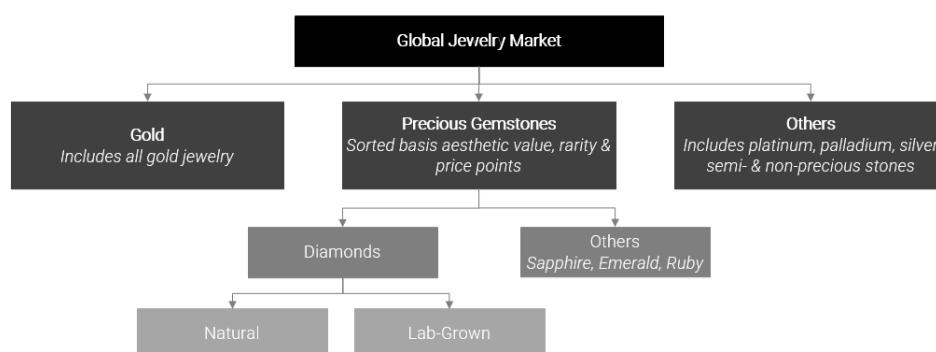 Global Jewelry Market
Gold
Includes all gold jewelry
Precious Gemstones
Sorted basis aesthetic value, rarity &
price points
Others
Includes platinum, palladium, silver
semi- & non-precious stones
Diamonds
Others
Sapphire, Emerald, Ruby
Natural
Lab-Grown